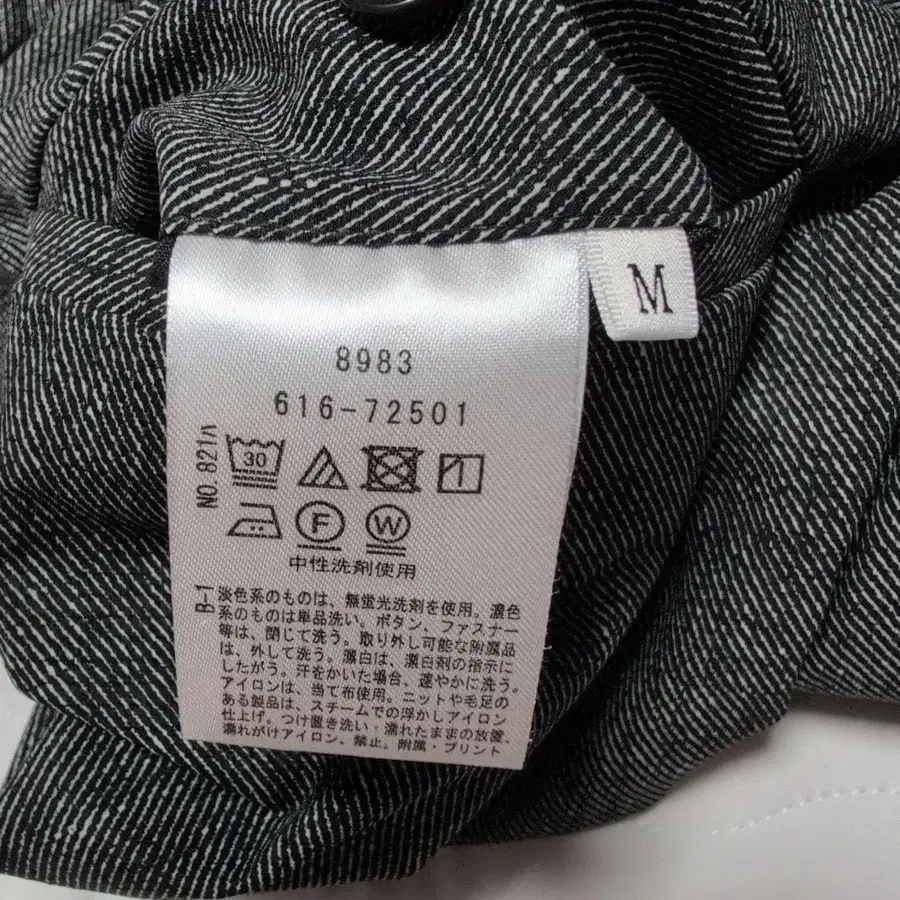 M
8983
616-72501
NO.821ハ
30
F
W
中性洗剤使用
B-1
淡色系のものは、無蛍光洗剤を使用。濃色
系のものは単品洗い。ボタン、ファスナー
等は、閉じて洗う。取り外し可能な附属品
は、外して洗う。漂白は、漂白剤の指示に
したがう。汗をかいた場合、速やかに洗う。
アイロンは、当て布使用。ニットや毛足の
ある製品は、スチームでの浮かしアイロン
仕上げ。つけ置き洗い・濡れたままの放置、
濡れがけアイロン、禁止。附属・プリント